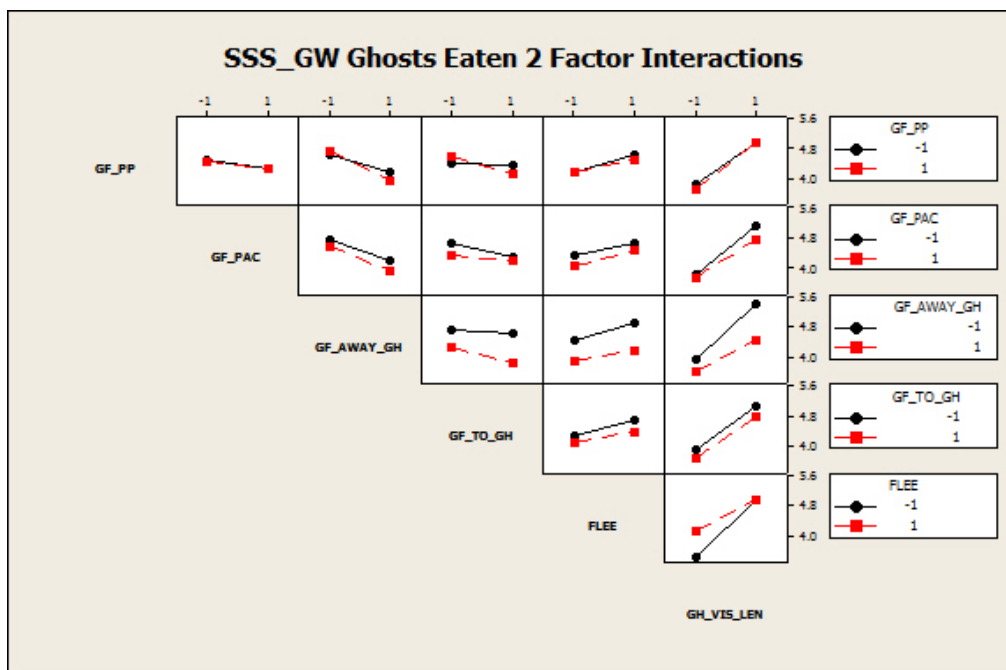 SSS_GW Ghosts Eaten 2 Factor Interactions
-1 1 -1 1 -1 1 -1 1 -1 1
GF_PP
5.6
4.8
4.0
GF_PP
-1
1
GF_PAC
5.6
4.8
4.0
GF_PAC
-1
1
GF_AWAY_GH
5.6
4.8
4.0
GF_AWAY_GH
-1
1
GF_TO_GH
5.6
4.8
4.0
GF_TO_GH
-1
1
FLEE
5.6
4.8
4.0
FLEE
-1
1
GH_VIS_LEN